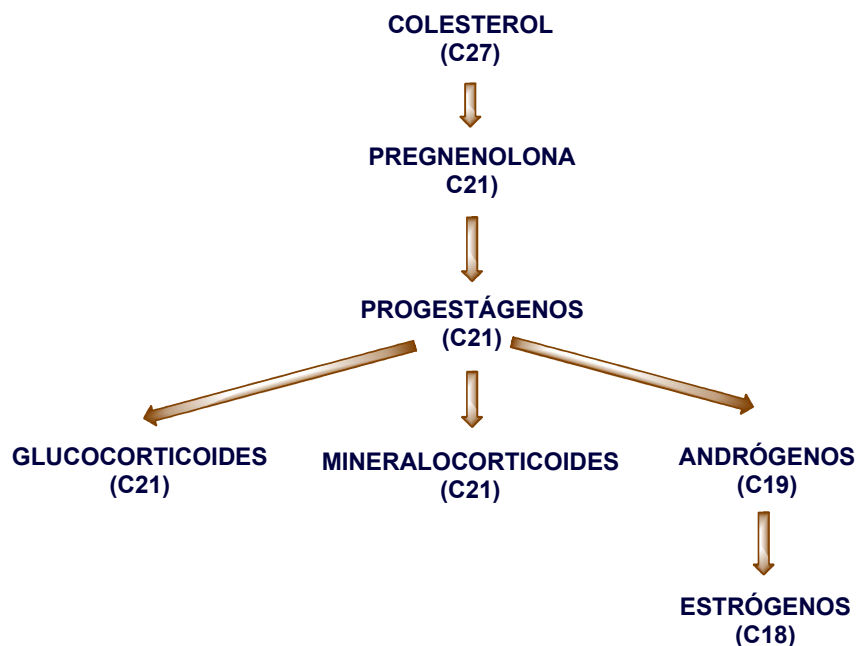 COLESTEROL
(C27)
PREGNENOLONA
C21)
PROGESTÁGENOS
(C21)
GLUCOCORTICOIDES
(C21)
MINERALOCORTICOIDES
(C21)
ANDRÓGENOS
(C19)
ESTRÓGENOS
(C18)